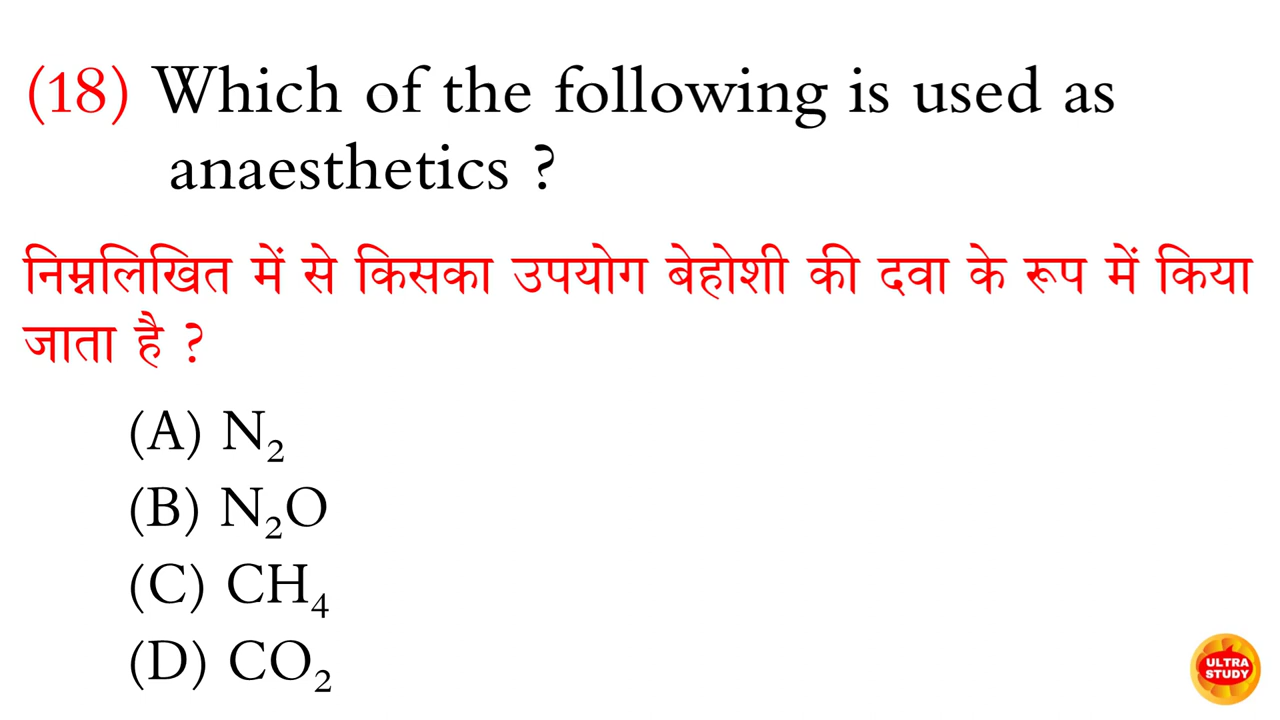 (18) Which of the following is used as
anaesthetics ?
निम्नलिखित में से किसका उपयोग बेहोशी की दवा के रूप में किया
जाता है ?
(A) N₂
(B) N₂O
(C) CH₄
(D) CO₂
ULTRA
STUDY